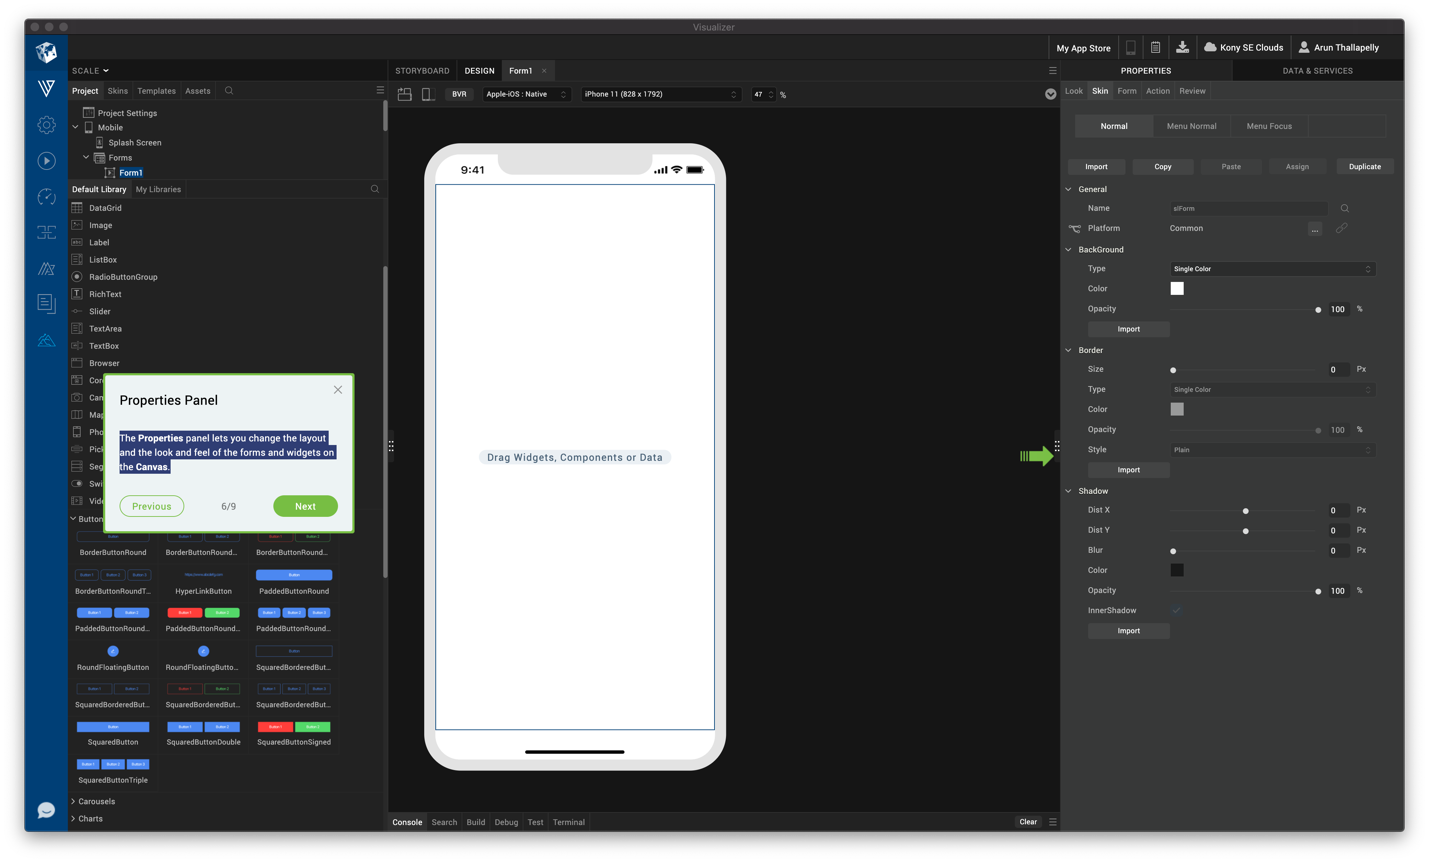 Visualizer
My App Store
Kony SE Clouds
Arun Thallapelly
SCALE
STORYBOARD
DESIGN
Form1
PROPERTIES
DATA & SERVICES
Project
Skins
Templates
Assets
BVR
Apple-iOS : Native
iPhone 11 (828 x 1792)
47
%
Look
Skin
Form
Action
Review
Project Settings
Mobile
Splash Screen
Forms
Form1
Default Library
My Libraries
DataGrid
Image
Label
ListBox
RadioButtonGroup
RichText
Slider
TextArea
TextBox
Browser
Properties Panel
The Properties panel lets you change the layout
and the look and feel of the forms and widgets on
the Canvas.
Previous
6/9
Next
Button
BorderButtonRound
BorderButtonRound...
BorderButtonRound...
BorderButtonRoundT...
HyperLinkButton
PaddedButtonRound
PaddedButtonRound...
PaddedButtonRound...
PaddedButtonRound...
RoundFloatingButton
RoundFloatingButto...
SquaredBorderedBut...
SquaredBorderedBut...
SquaredBorderedBut...
SquaredBorderedBut...
SquaredButton
SquaredButtonDouble
SquaredButtonSigned
SquaredButtonTriple
Carousels
Charts
9:41
Drag Widgets, Components or Data
Console
Search
Build
Debug
Test
Terminal
Clear
Normal
Menu Normal
Menu Focus
Import
Copy
Paste
Assign
Duplicate
General
Name
slForm
Platform
Common
...
BackGround
Type
Single Color
Color
Opacity
100
%
Import
Border
Size
0
Px
Type
Single Color
Color
Opacity
100
%
Style
Plain
Import
Shadow
Dist X
0
Px
Dist Y
0
Px
Blur
0
Px
Color
Opacity
100
%
InnerShadow
Import